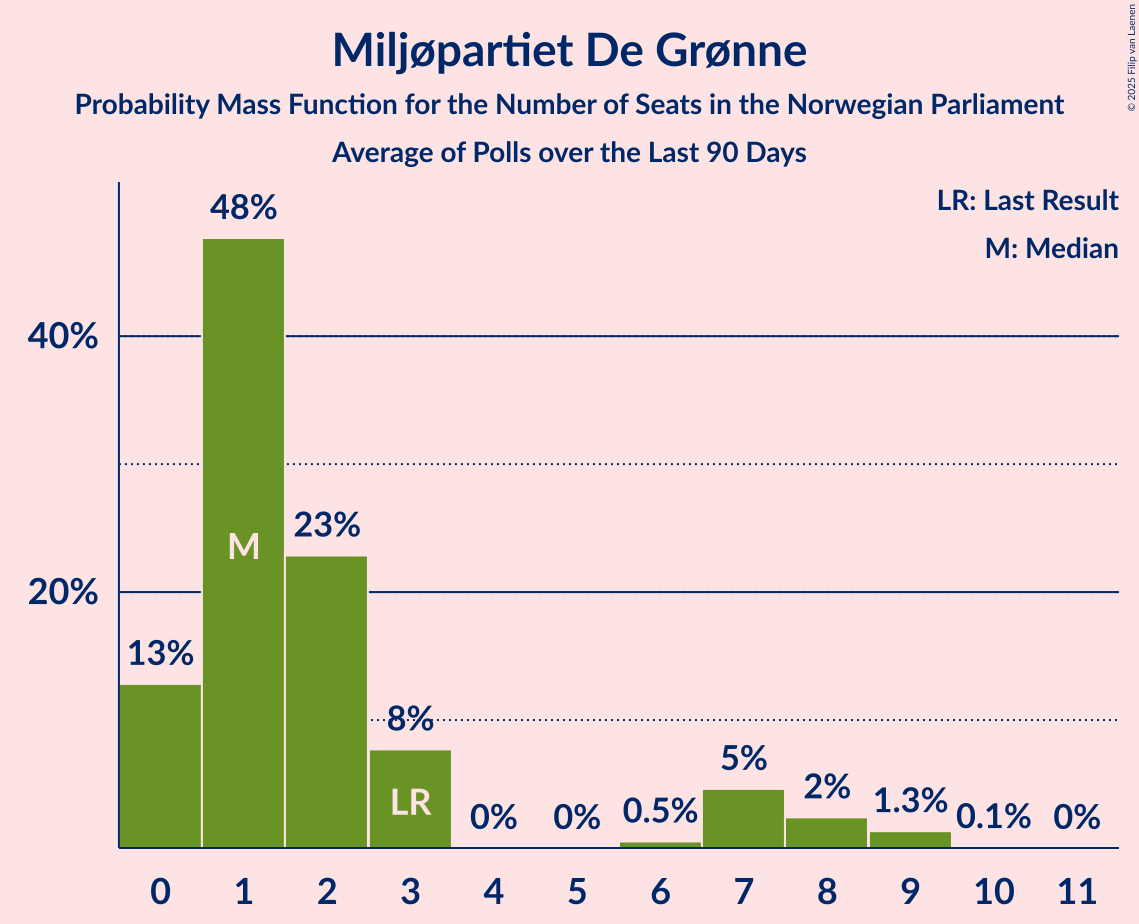 Miljøpartiet De Grønne
Probability Mass Function for the Number of Seats in the Norwegian Parliament
Average of Polls over the Last 90 Days
© 2025 Filip van Laenen
LR: Last Result
M: Median
48%
40%
23%
M
20%
13%
8%
5%
2%
LR
1.3%
0.5%
0%
0%
0.1%
0%
0 1 2 3 4 5 6 7 8 9 10 11